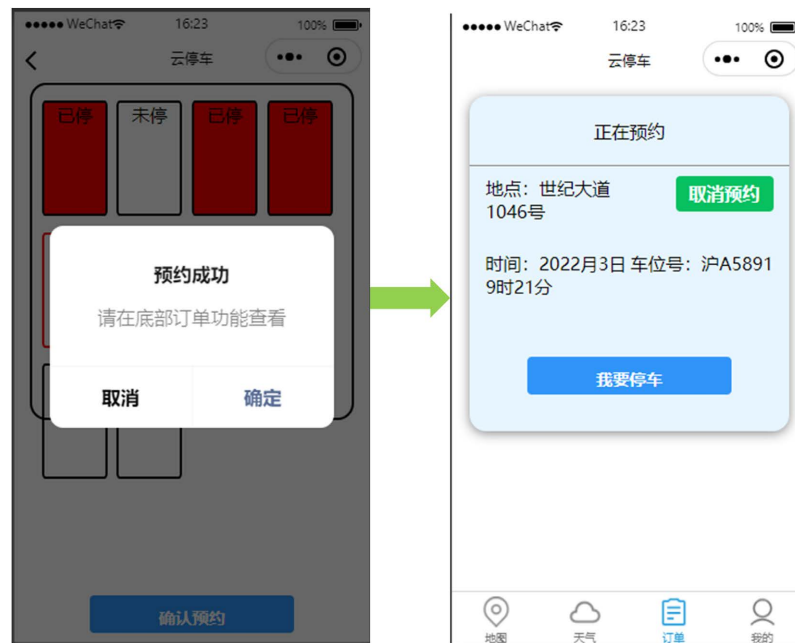 WeChat 16:23 100%
云停车
已停 未停 已停 已停
预约成功
请在底部订单功能查看
取消 确定
确认预约
WeChat 16:23 100%
云停车
正在预约
地点：世纪大道
1046号
取消预约
时间：2022月3日 车位号：沪A5891
9时21分
我要停车
地图 天气 订单 我的